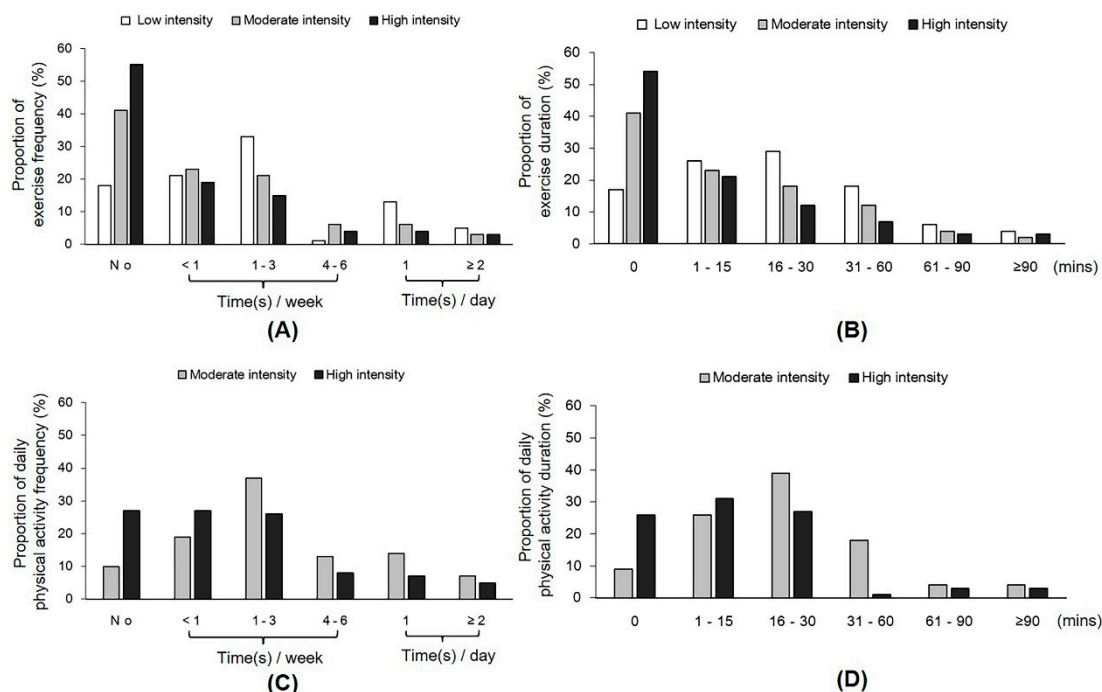 Low intensity Moderate intensity High intensity
Proportion of
exercise frequency (%)
60
50
40
30
20
10
0
N o < 1 1 - 3 4 - 6 1 ≥ 2
Time(s) / week Time(s) / day
(A)
Low intensity Moderate intensity High intensity
Proportion of
exercise duration (%)
60
50
40
30
20
10
0
0 1 - 15 16 - 30 31 - 60 61 - 90 ≥90 (mins)
(B)
Moderate intensity High intensity
Proportion of daily
physical activity frequency (%)
60
50
40
30
20
10
0
N o < 1 1 - 3 4 - 6 1 ≥ 2
Time(s) / week Time(s) / day
(C)
Moderate intensity High intensity
Proportion of daily
physical activity duration (%)
60
50
40
30
20
10
0
0 1 - 15 16 - 30 31 - 60 61 - 90 ≥90 (mins)
(D)